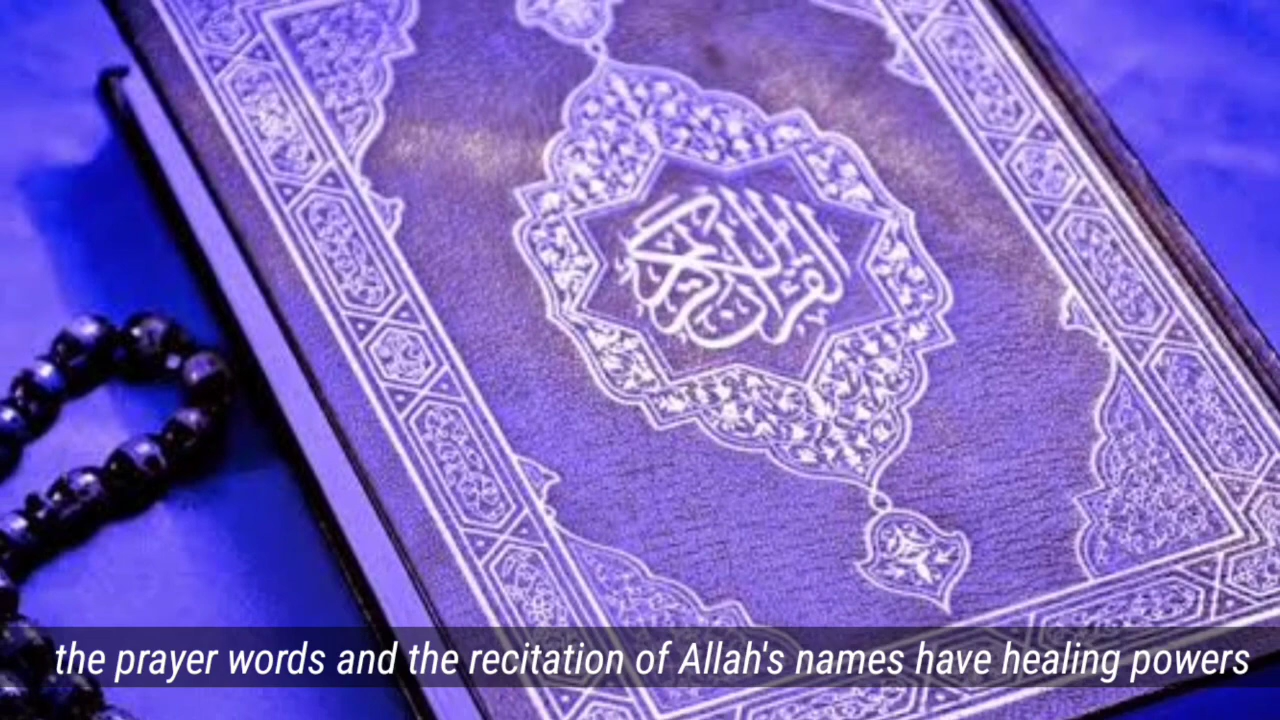 القرآن الكريم
the prayer words and the recitation of Allah's names have healing powers